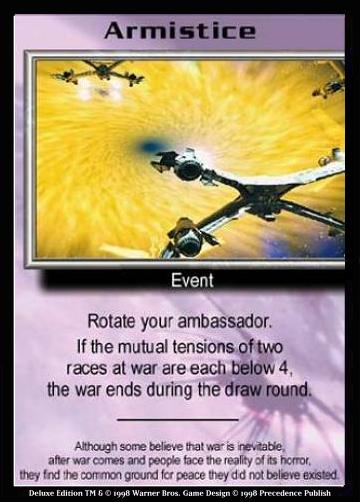 Armistice
Event
Rotate your ambassador.
If the mutual tensions of two
races at war are each below 4,
the war ends during the draw round.
Although some believe that war is inevitable,
after war comes and people face the reality of its horror,
they find the common ground for peace they did not believe existed.
Deluxe Edition TM & © 1998 Warner Bros. Game Design © 1998 Precedence Publish